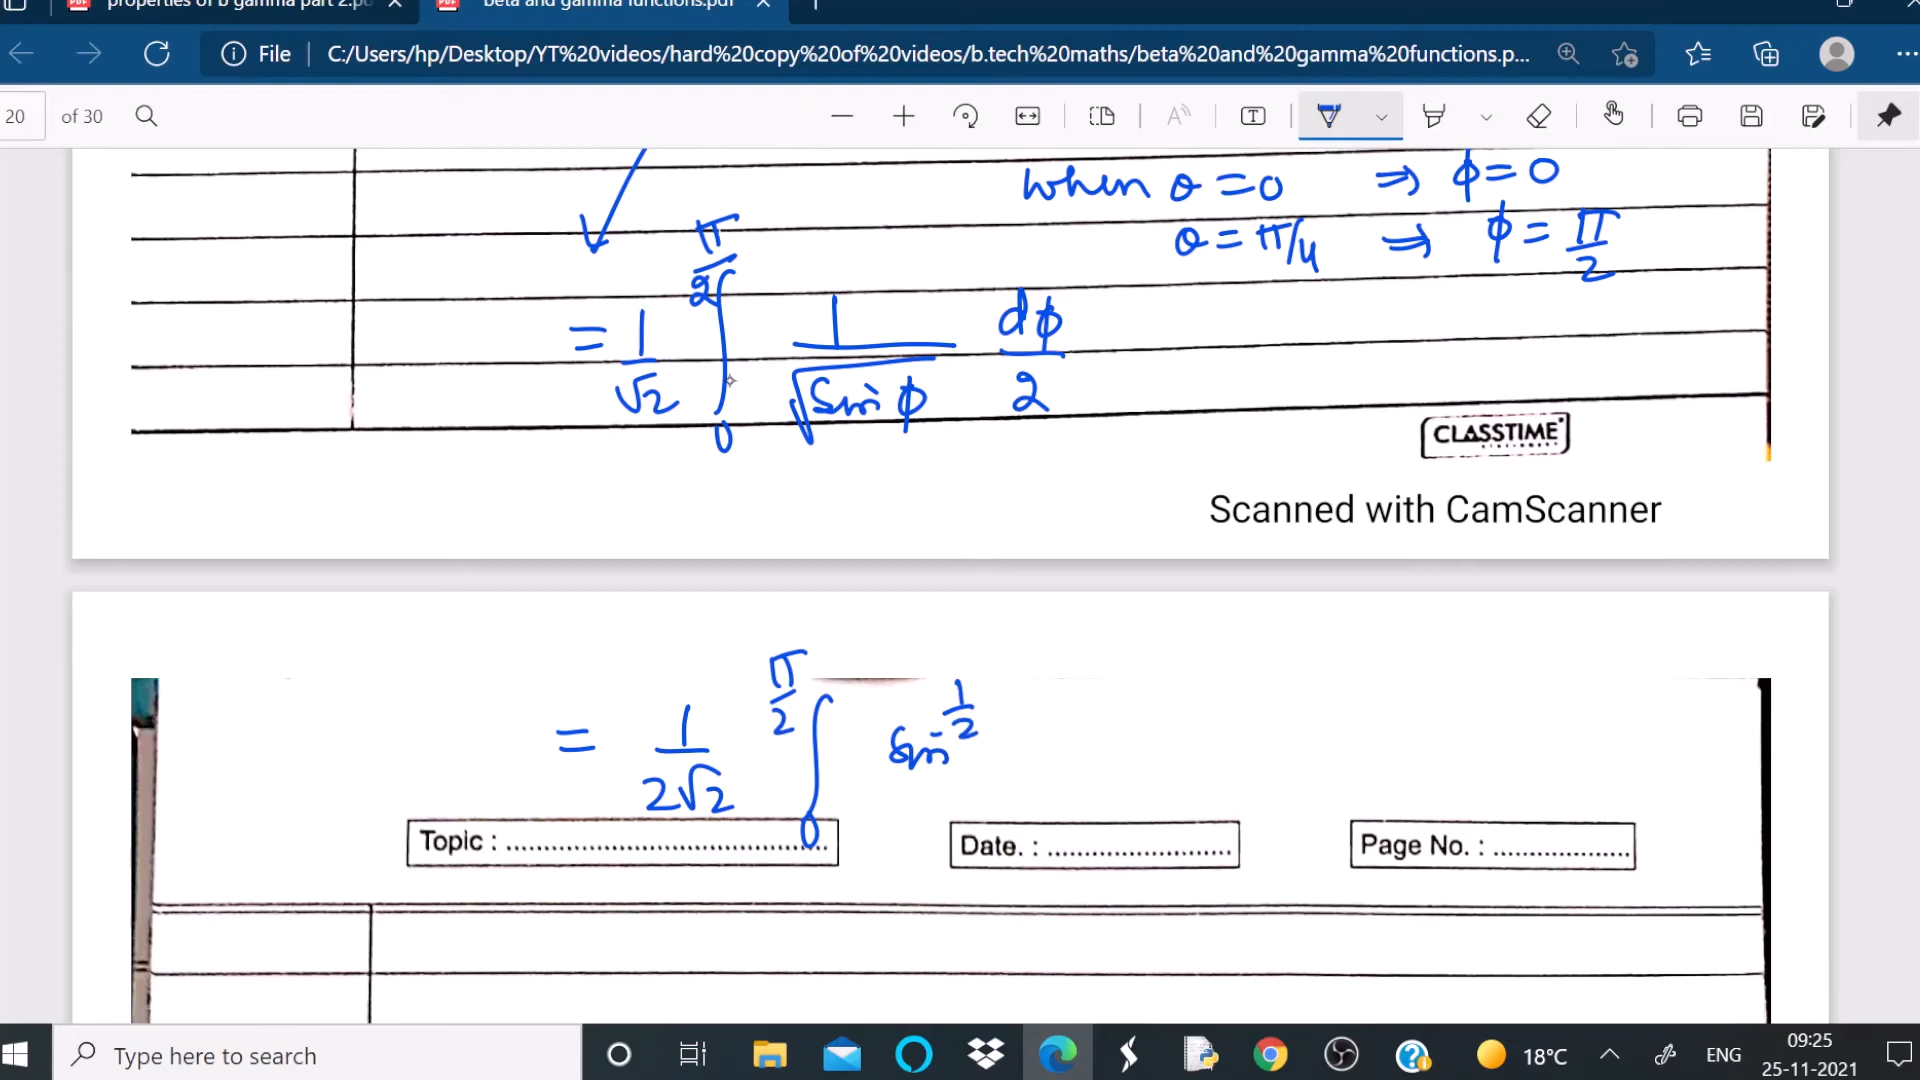 properties of b gamma part 2.pd
beta and gamma functions.pdf
File | C:/Users/hp/Desktop/YT%20videos/hard%20copy%20of%20videos/b.tech%20maths/beta%20and%20gamma%20functions.p...
20 of 30
when θ = 0 ⇒ ϕ = 0
θ = π/4 ⇒ ϕ = π/2
= 1/√2 ∫₀^{π/2} 1/√(sin ϕ) dϕ/2
CLASSTIME
Scanned with CamScanner
= 1/(2√2) ∫₀^{π/2} sin^{-1/2}
Topic : ........................................
Date. : ..........................
Page No. : ...................
Type here to search
18°C
ENG
09:25
25-11-2021